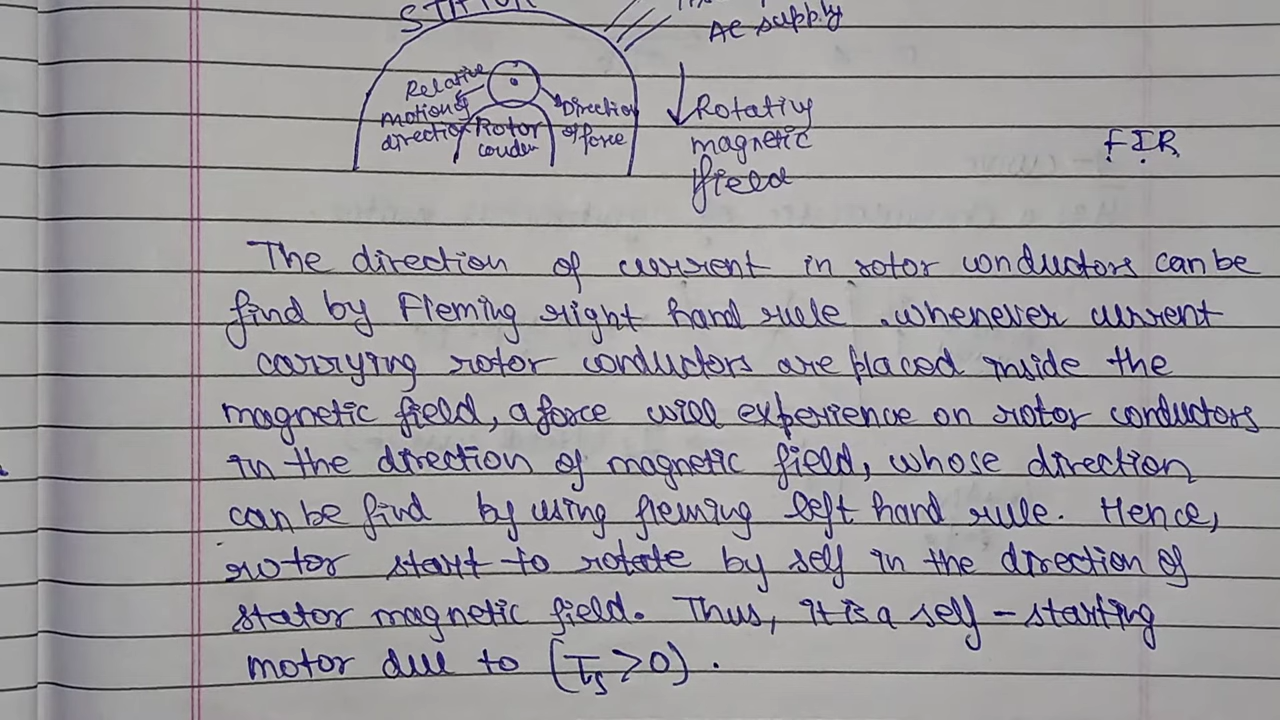 STATOR
AC supply
Relative
motion of
direction
Rotor
conden
Direction
of force
Rotating
magnetic
field
FIR
The direction of current in rotor conductors can be
find by Fleming right hand rule . whenever current
carrying rotor conductors are placed inside the
magnetic field, a force will experience on rotor conductors
in the direction of magnetic field, whose direction
can be find by using fleming left hand rule. Hence,
rotor start to rotate by self in the direction of
stator magnetic field. Thus, it is a self-starting
motor due to (Ts>0).